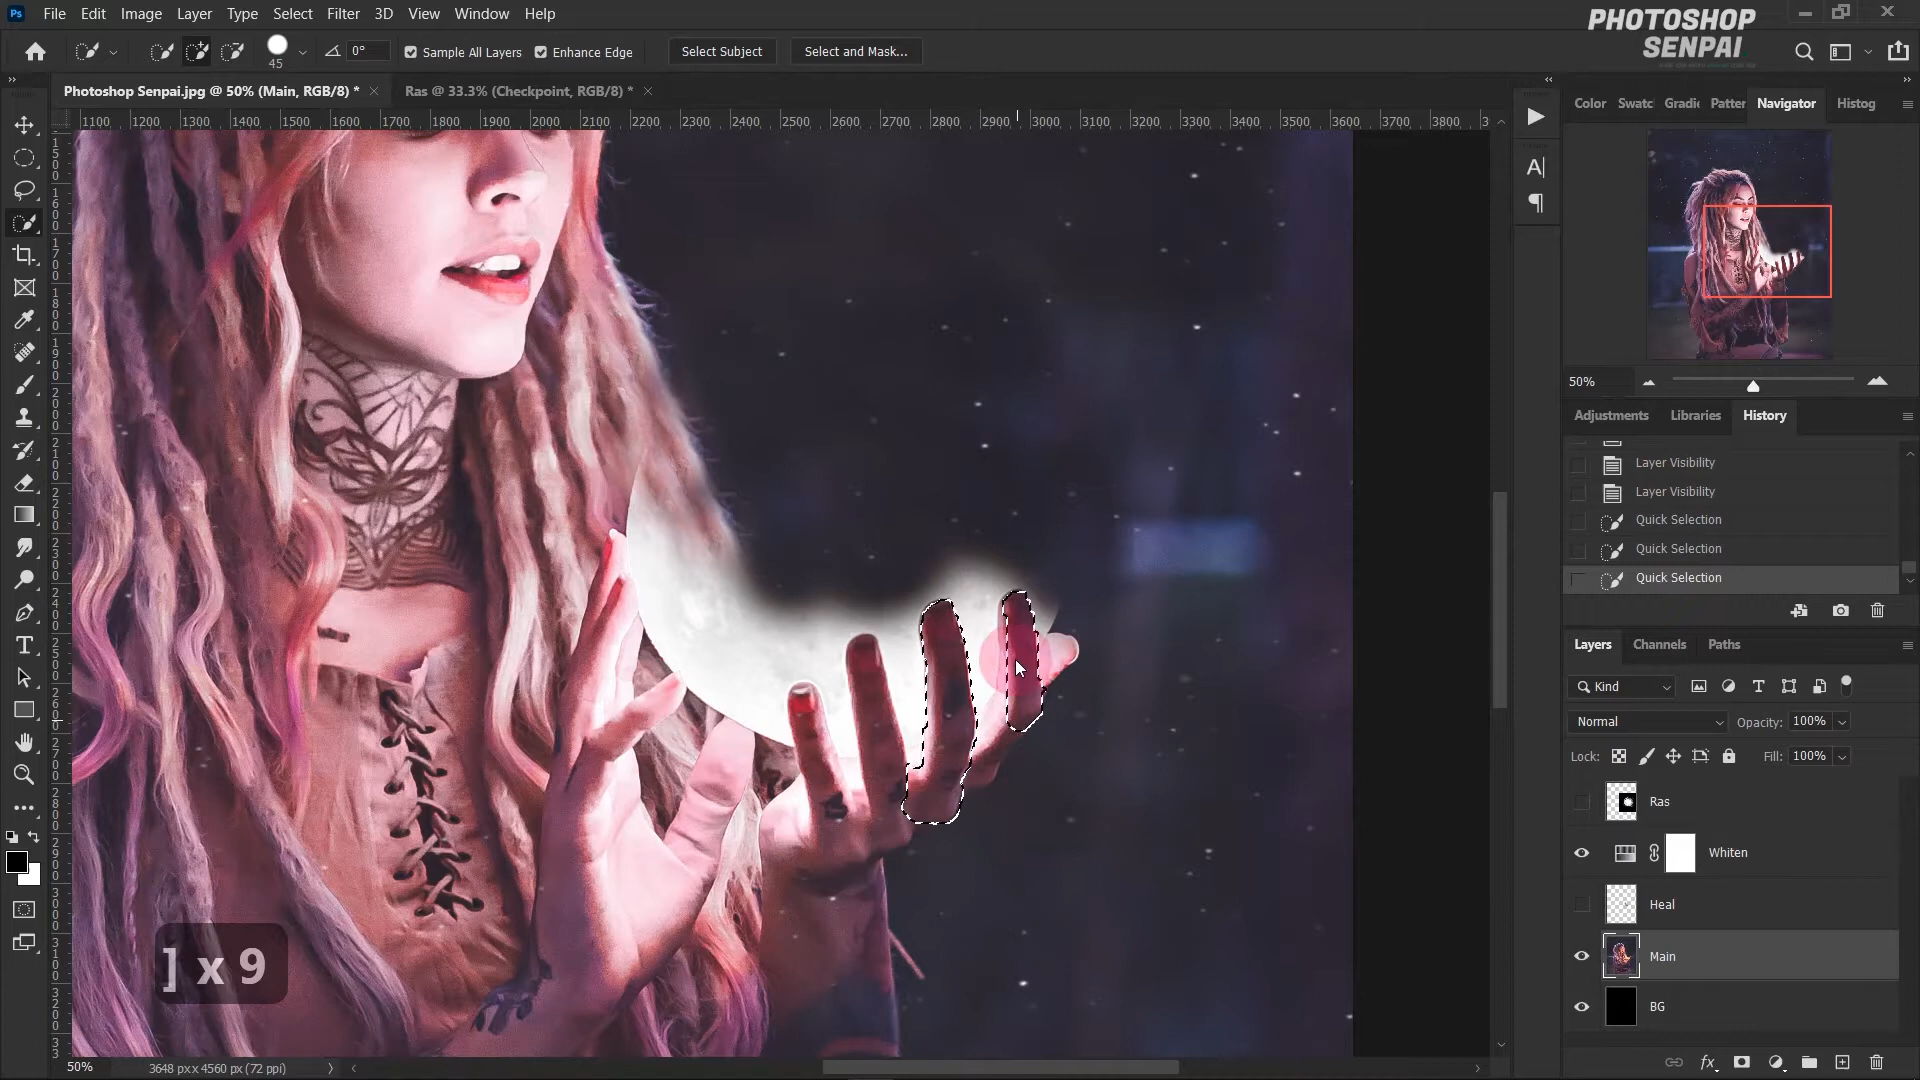 Ps File Edit Image Layer Type Select Filter 3D View Window Help
PHOTOSHOP
SENPAI
45
0°
Sample All Layers
Enhance Edge
Select Subject
Select and Mask...
Photoshop Senpai.jpg @ 50% (Main, RGB/8) *
Ras @ 33.3% (Checkpoint, RGB/8) *
1100 1200 1300 1400 1500 1600 1700 1800 1900 2000 2100 2200 2300 2400 2500 2600 2700 2800 2900 3000 3100 3200 3300 3400 3500 3600 3700 3800 3
Color Swatc Gradie Patter Navigator Histog
50%
Adjustments Libraries History
Layer Visibility
Layer Visibility
Quick Selection
Quick Selection
Quick Selection
Layers Channels Paths
Kind
Normal
Opacity: 100%
Lock:
Fill: 100%
Ras
Whiten
Heal
Main
BG
] x 9
50%
3648 px x 4560 px (72 ppi)